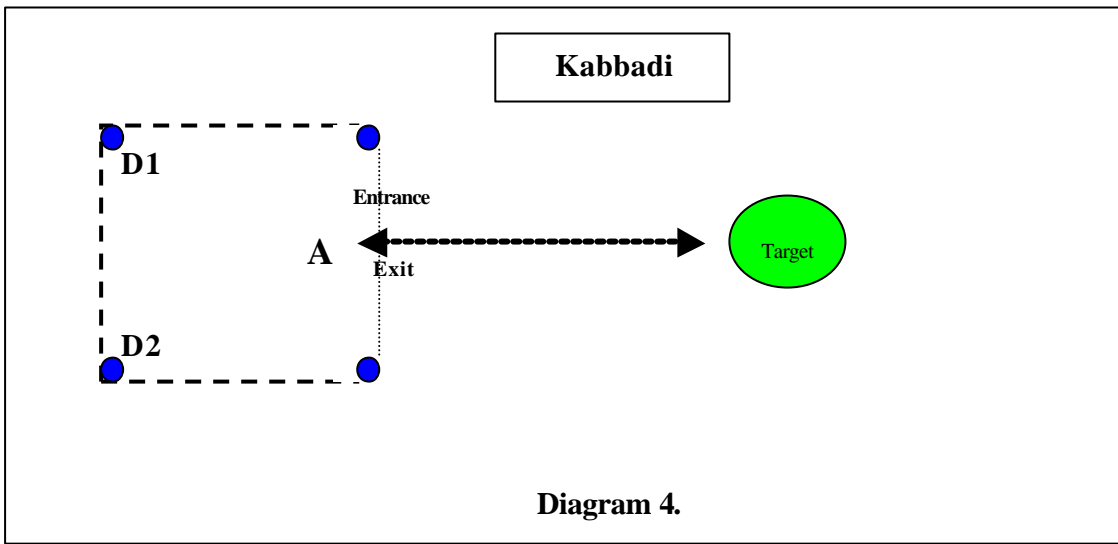 Kabbadi
D1
Entrance
A
Exit
Target
D2
Diagram 4.